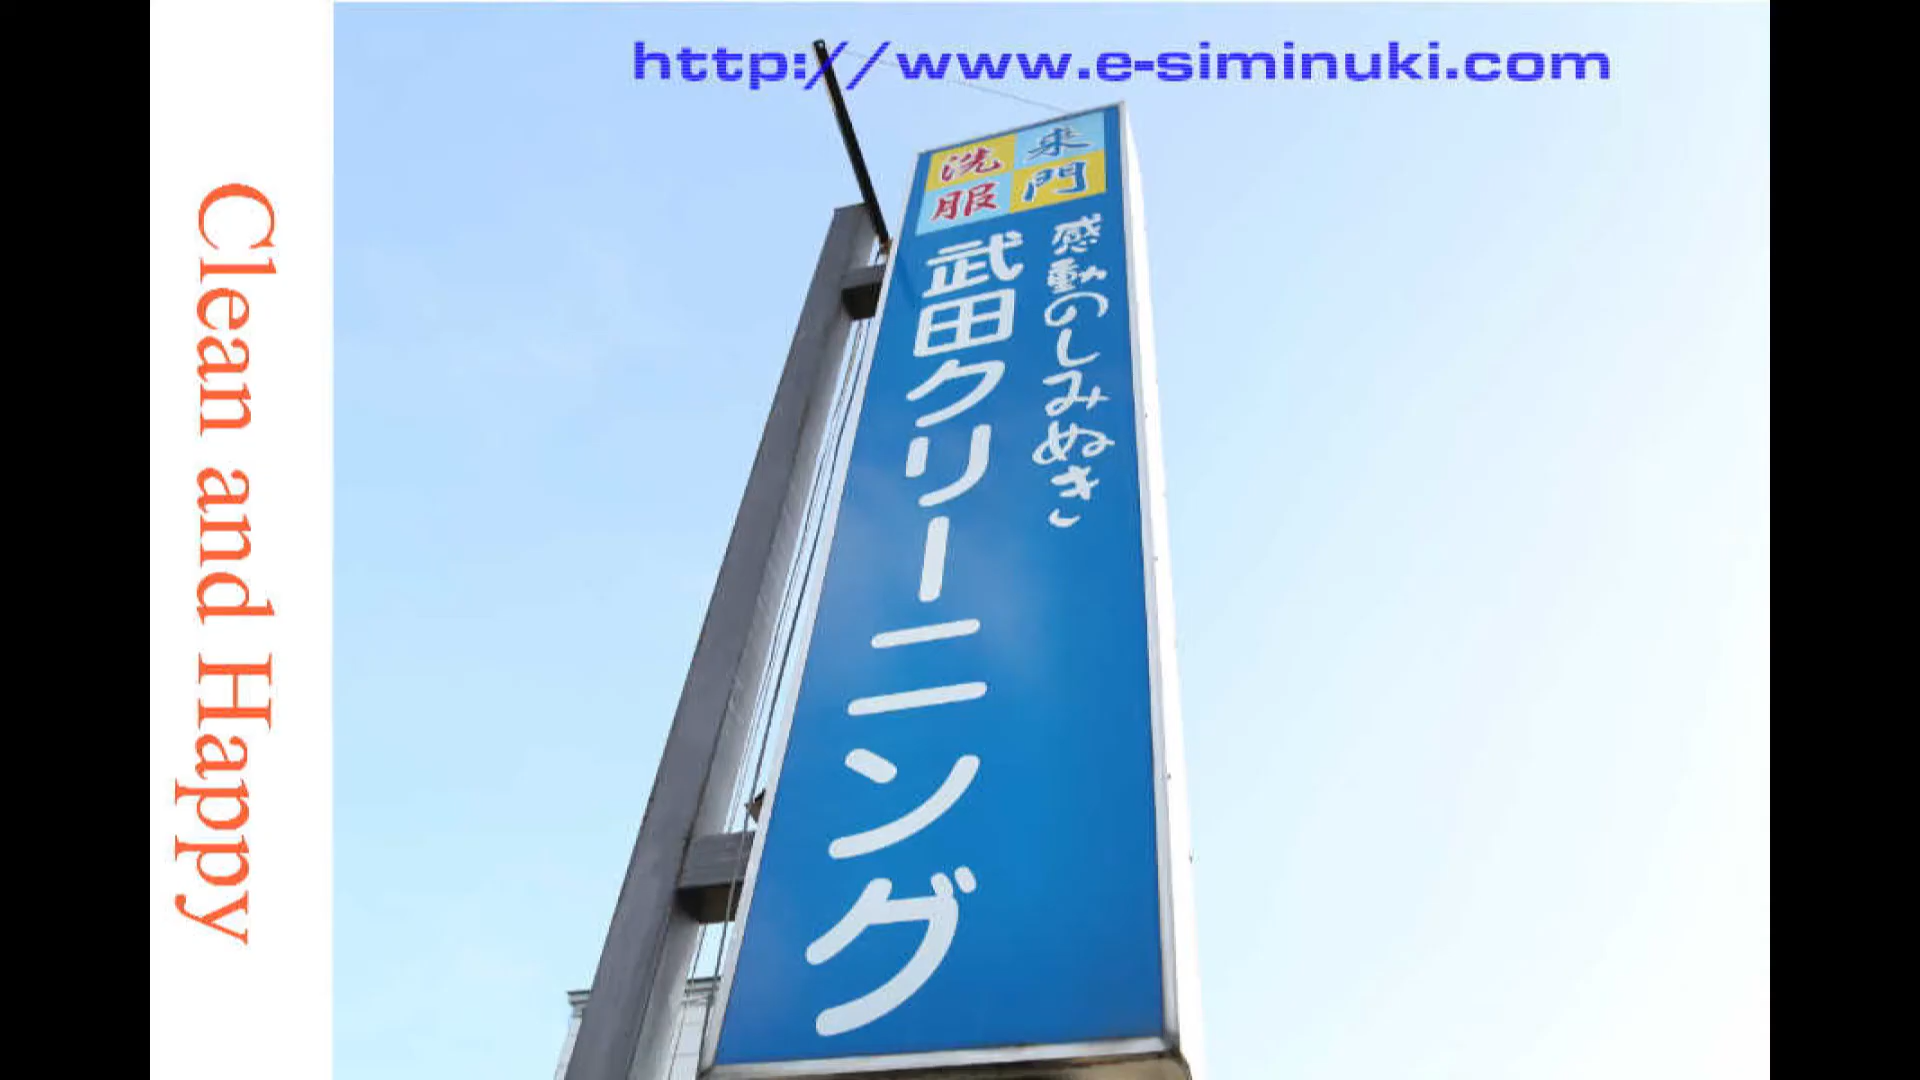 http://www.e-siminuki.com
Clean and Happy
来門
洗服
感動のしみぬき
武田クリーニング